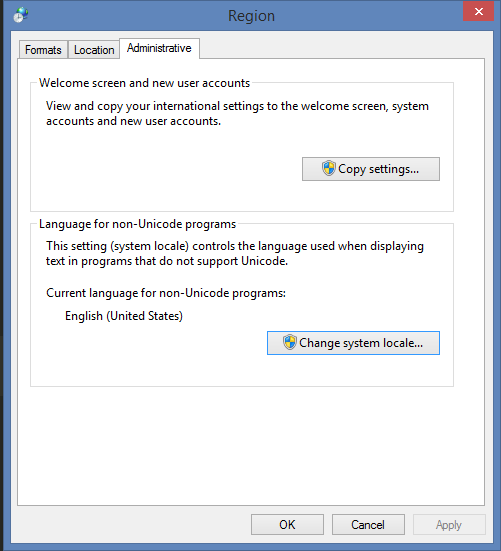 Region
Formats
Location
Administrative
Welcome screen and new user accounts
View and copy your international settings to the welcome screen, system
accounts and new user accounts.
Copy settings...
Language for non-Unicode programs
This setting (system locale) controls the language used when displaying
text in programs that do not support Unicode.
Current language for non-Unicode programs:
English (United States)
Change system locale...
OK
Cancel
Apply